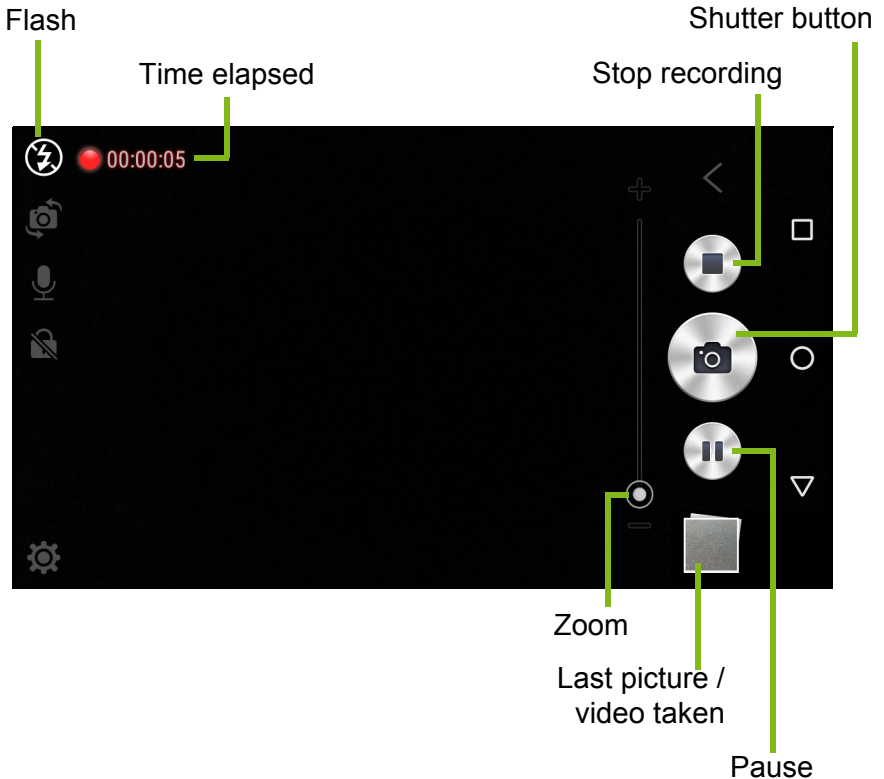 Flash
Shutter button
Time elapsed
Stop recording
00:00:05
Zoom
Last picture /
video taken
Pause